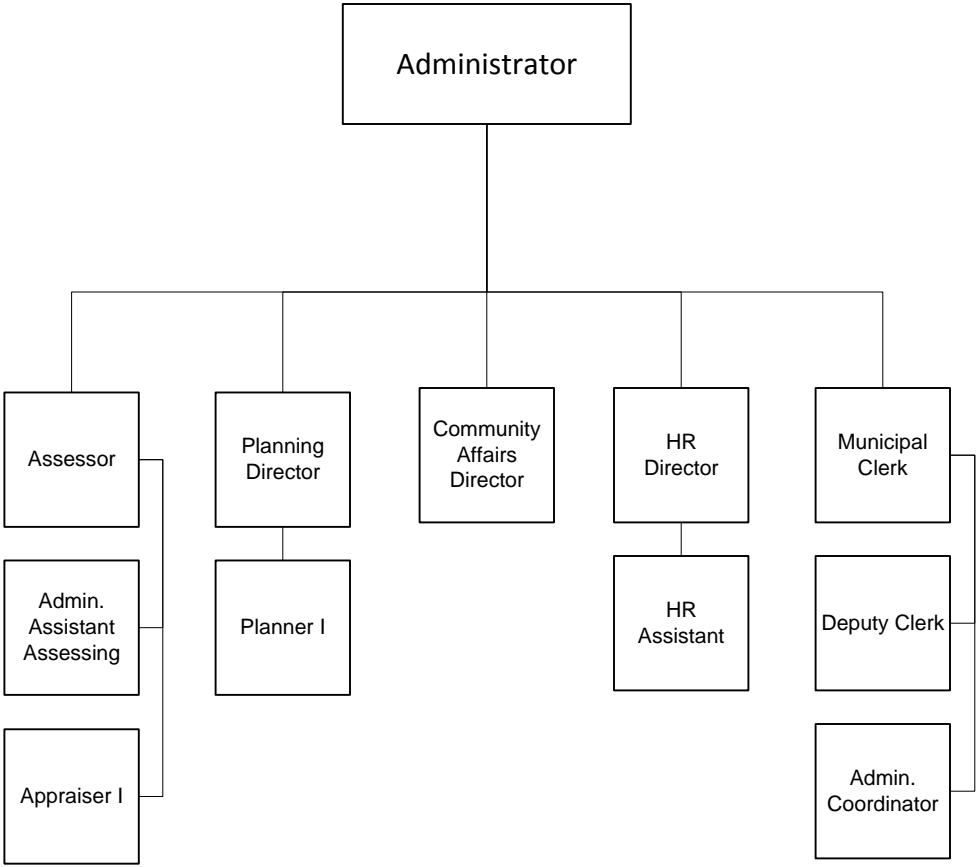 Administrator
Assessor
Planning
Director
Community
Affairs
Director
HR
Director
Municipal
Clerk
Admin.
Assistant
Assessing
Planner I
HR
Assistant
Deputy Clerk
Appraiser I
Admin.
Coordinator